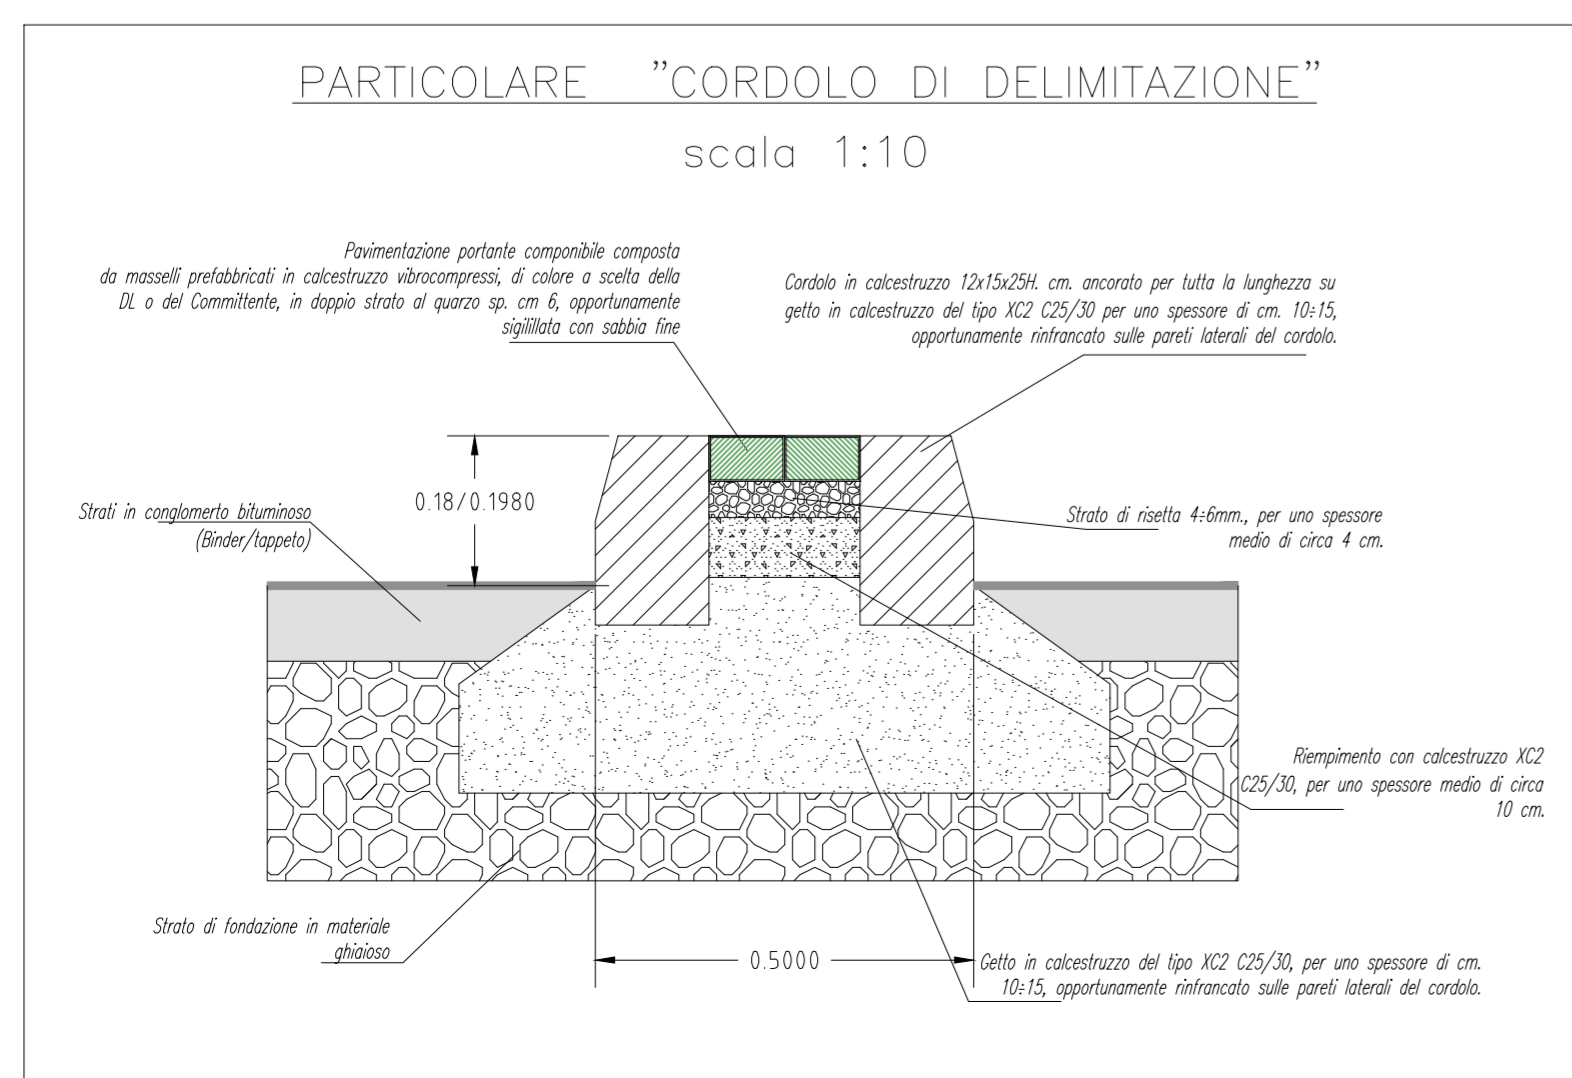 PARTICOLARE "CORDOLO DI DELIMITAZIONE"
scala 1:10
Pavimentazione portante componibile composta
da masselli prefabbricati in calcestruzzo vibrocompressi, di colore a scelta della
DL o del Committente, in doppio strato al quarzo sp. cm 6, opportunamente
sigilillata con sabbia fine
Cordolo in calcestruzzo 12x15x25H. cm. ancorato per tutta la lunghezza su
getto in calcestruzzo del tipo XC2 C25/30 per uno spessore di cm. 10÷15,
opportunamente rinfrancato sulle pareti laterali del cordolo.
0.18/0.1980
Strati in conglomerto bituminoso
(Binder/tappeto)
Strato di risetta 4÷6mm., per uno spessore
medio di circa 4 cm.
Riempimento con calcestruzzo XC2
C25/30, per uno spessore medio di circa
10 cm.
Strato di fondazione in materiale
ghiaioso
0.5000
Getto in calcestruzzo del tipo XC2 C25/30, per uno spessore di cm.
10÷15, opportunamente rinfrancato sulle pareti laterali del cordolo.